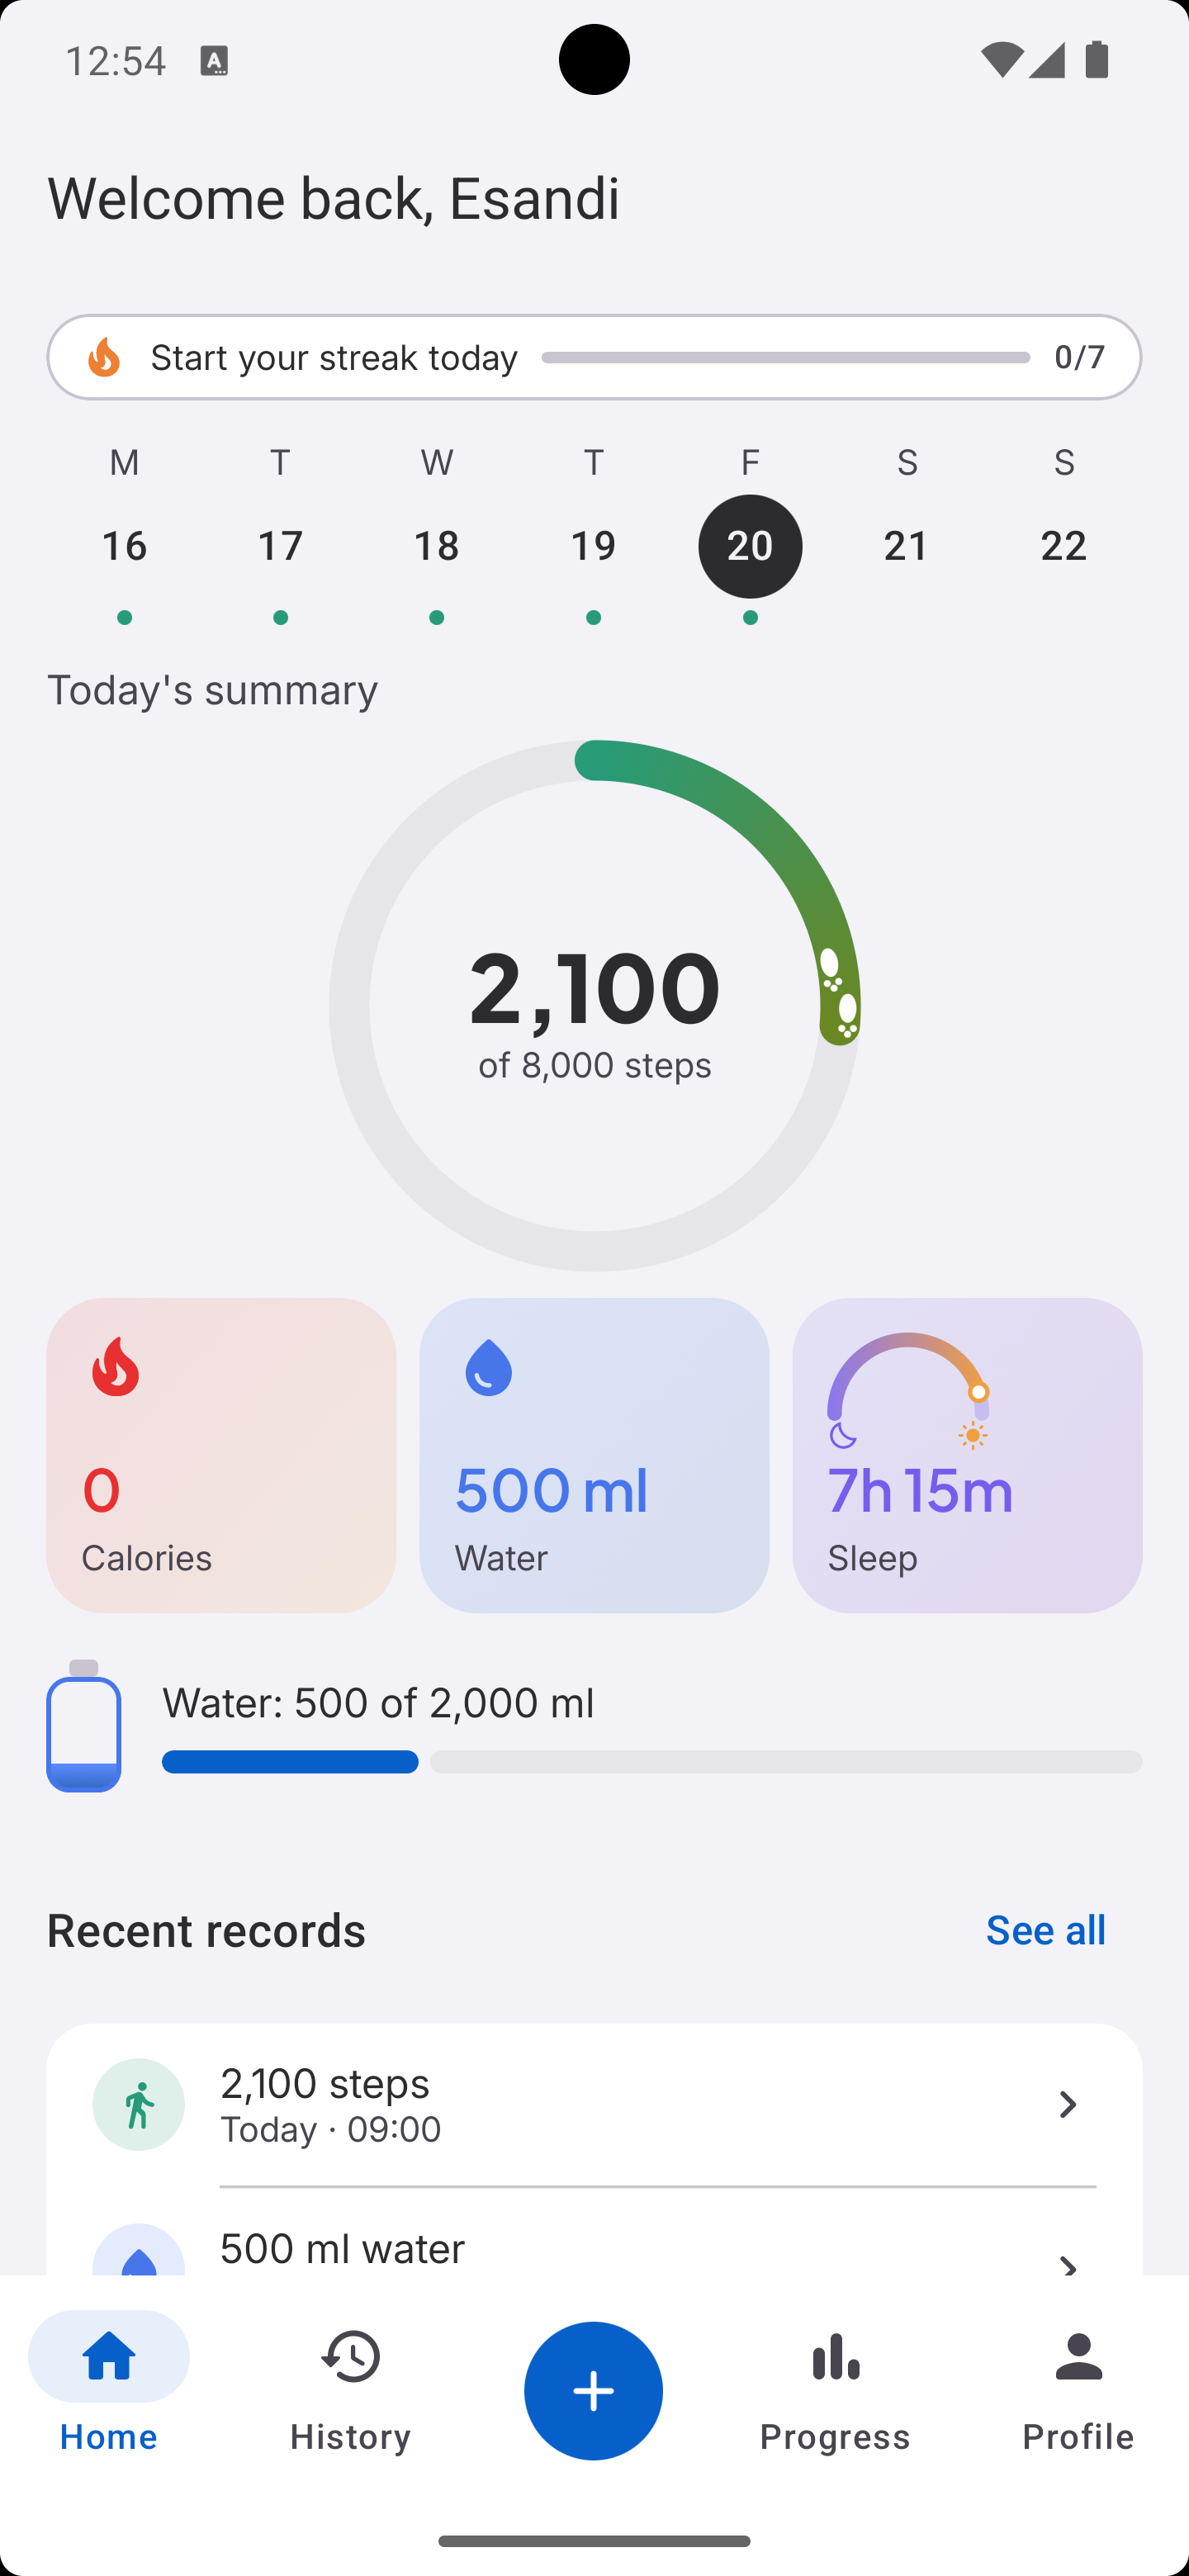 12:54
Welcome back, Esandi
Start your streak today 0/7
M T W T F S S
16 17 18 19 20 21 22
Today's summary
2,100
of 8,000 steps
0 500 ml 7h 15m
Calories Water Sleep
Water: 500 of 2,000 ml
Recent records See all
2,100 steps
Today · 09:00
500 ml water
Home History Progress Profile